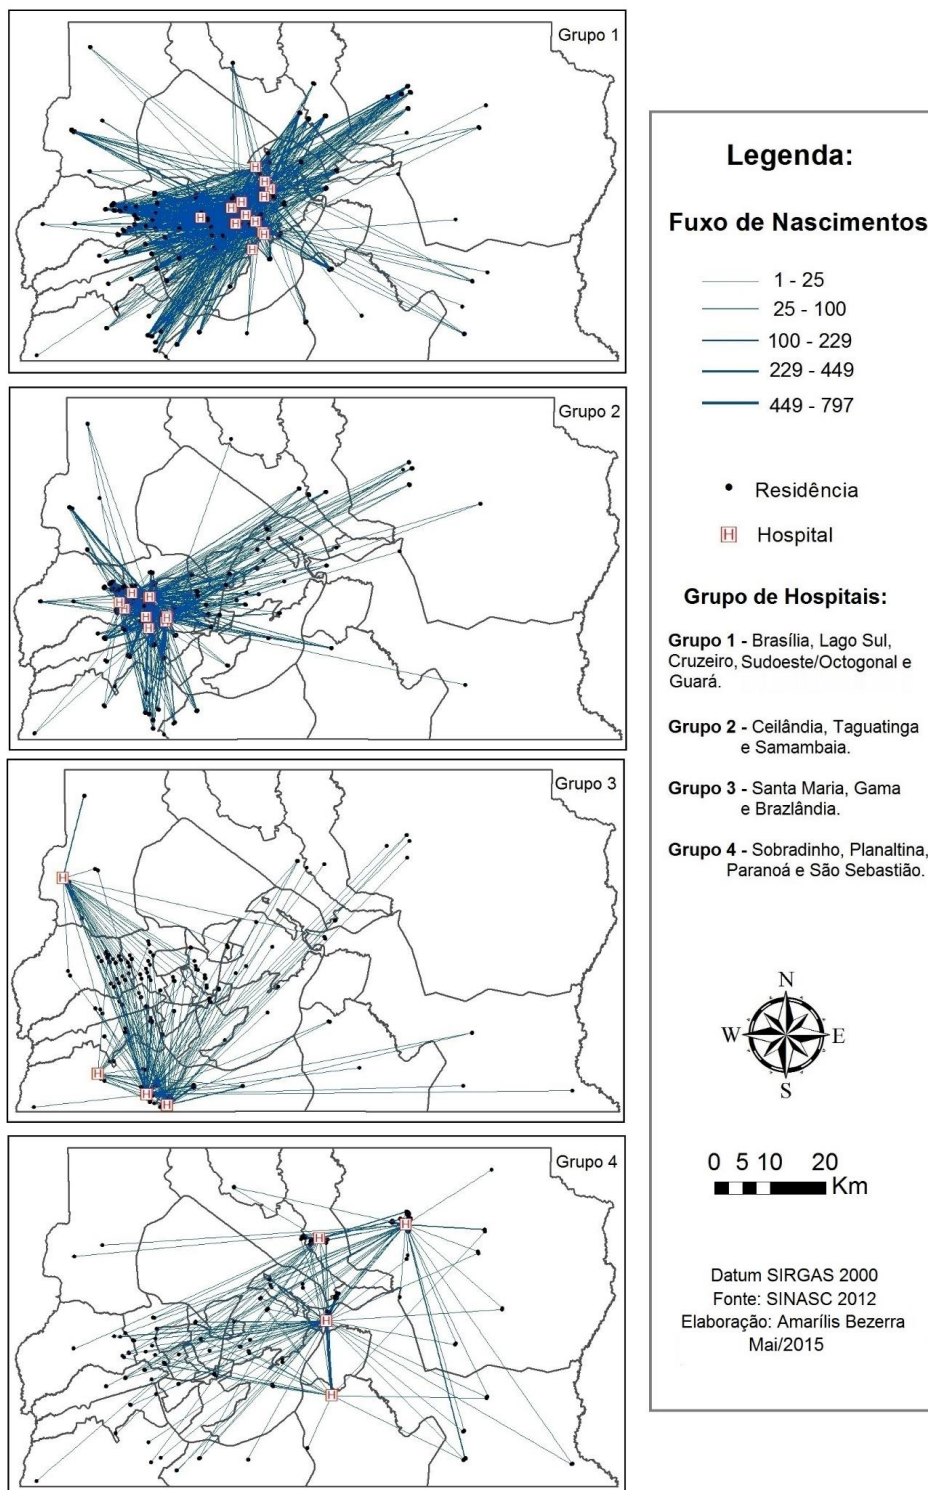 Grupo 1
Grupo 2
Grupo 3
Grupo 4
Legenda:
Fuxo de Nascimentos
1 - 25
25 - 100
100 - 229
229 - 449
449 - 797
Residência
H Hospital
Grupo de Hospitais:
Grupo 1 - Brasília, Lago Sul,
Cruzeiro, Sudoeste/Octogonal e
Guará.
Grupo 2 - Ceilândia, Taguatinga
e Samambaia.
Grupo 3 - Santa Maria, Gama
e Brazlândia.
Grupo 4 - Sobradinho, Planaltina,
Paranoá e São Sebastião.
N
W E
S
0 5 10 20
Km
Datum SIRGAS 2000
Fonte: SINASC 2012
Elaboração: Amarílis Bezerra
Mai/2015